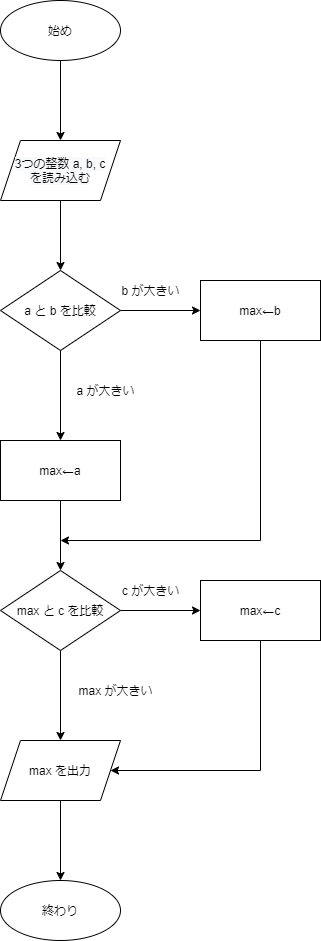 始め
3つの整数 a, b, c
を読み込む
a と b を比較
b が大きい
max←b
a が大きい
max←a
max と c を比較
c が大きい
max←c
max が大きい
max を出力
終わり